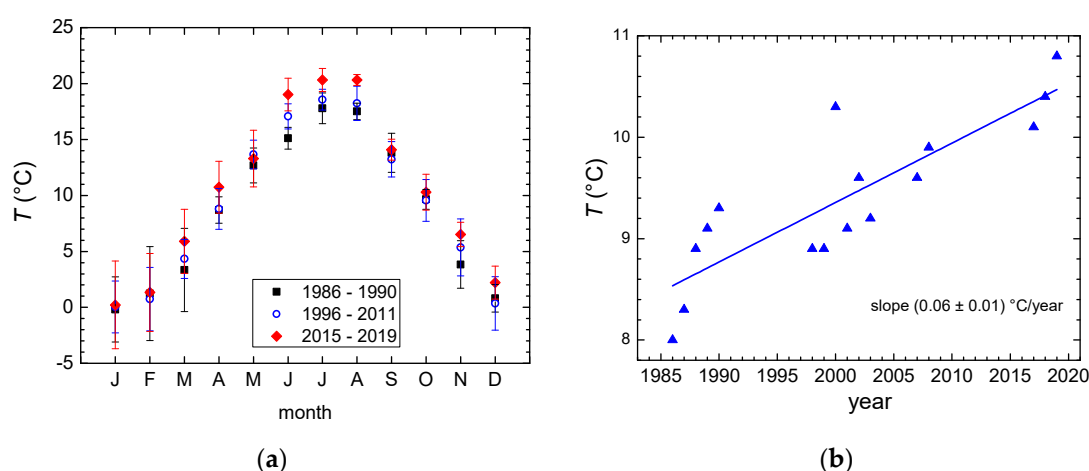 25
20
15
10
5
0
-5
T (°C)
J F M A M J J A S O N D
month
1986 - 1990
1996 - 2011
2015 - 2019
(a)
b)
11
10
9
8
T (°C)
slope (0.06 ± 0.01) °C/year
1985 1990 1995 2000 2005 2010 2015 2020
year
(b)